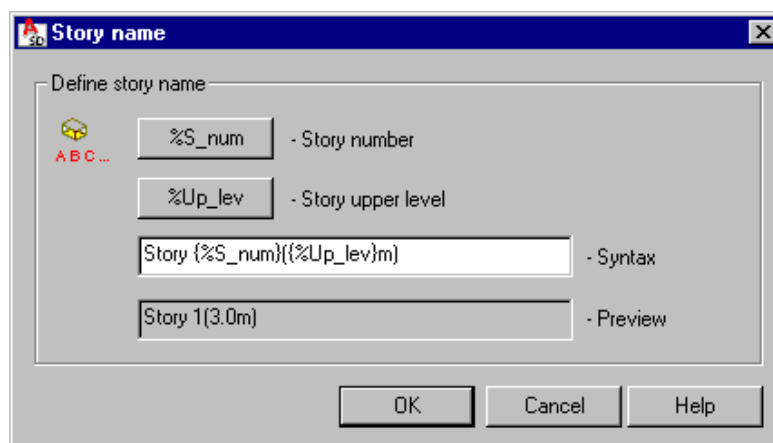 Story name
Define story name
%S_num - Story number
ABC...
%Up_lev - Story upper level
Story {%S_num}({%Up_lev}m) - Syntax
Story 1(3.0m) - Preview
OK Cancel Help